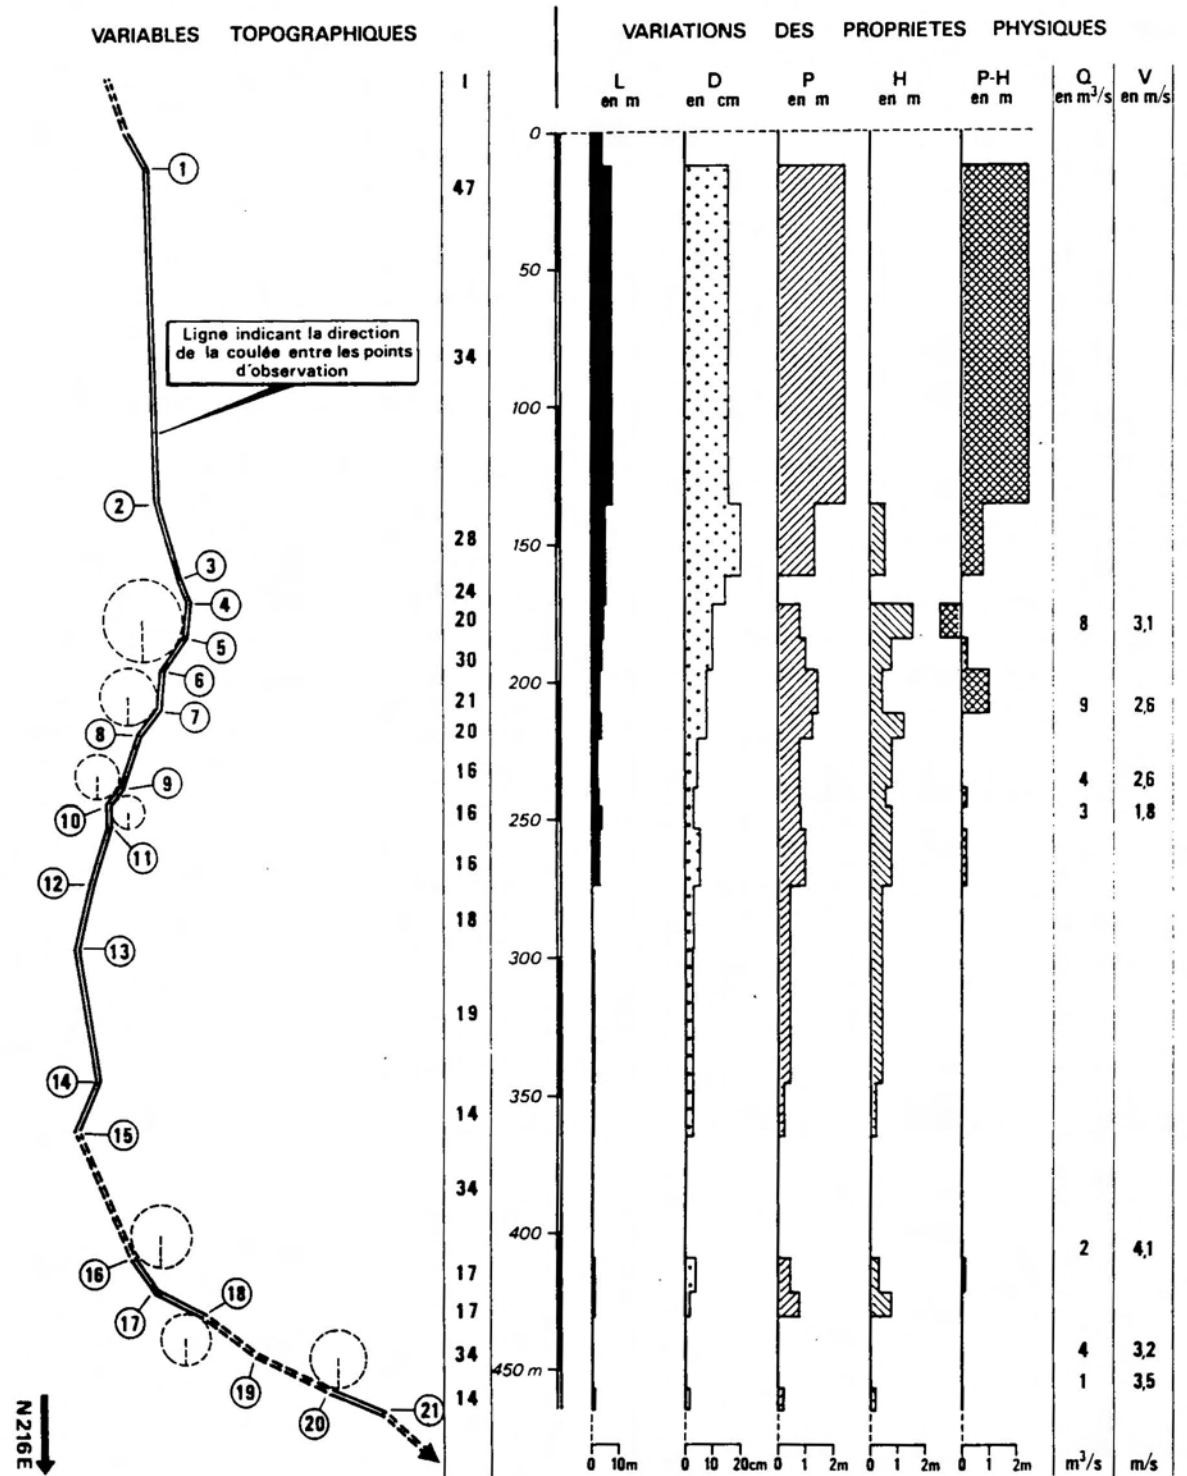 VARIABLES TOPOGRAPHIQUES
VARIATIONS DES PROPRIETES PHYSIQUES
I
L
en m
D
en cm
P
en m
H
en m
P-H
en m
Q
en m³/s
V
en m/s
Ligne indicant la direction
de la coulée entre les points
d'observation
1
2
3
4
5
6
7
8
9
10
11
12
13
14
15
16
17
18
19
20
21
47
34
28
24
20
30
21
20
16
16
16
18
19
14
34
17
17
34
14
0
50
100
150
200
250
300
350
400
450 m
8 3,1
9 2,6
4 2,6
3 1,8
2 4,1
4 3,2
1 3,5
0 10m
0 10 20cm
0 1 2m
0 1 2m
0 1 2m
m³/s
m/s
N216E